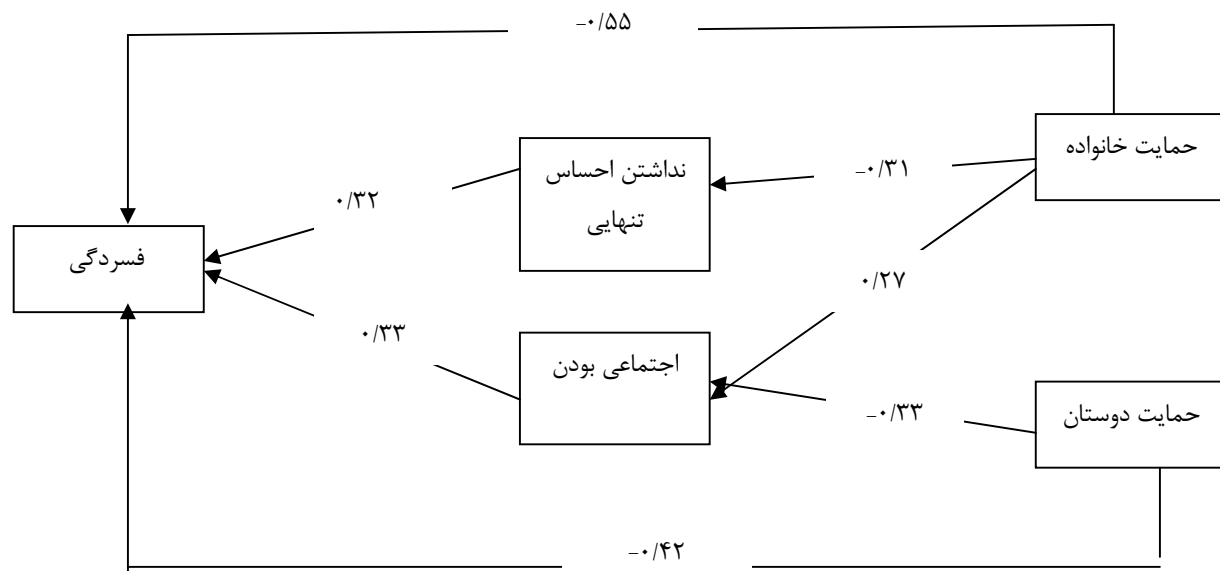 –۰/۵۵
حمایت خانواده
نداشتن احساس
تنهایی
–۰/۳۱
۰/۳۲
فسردگی
۰/۲۷
۰/۳۳
اجتماعی بودن
–۰/۳۳
حمایت دوستان
–۰/۴۲